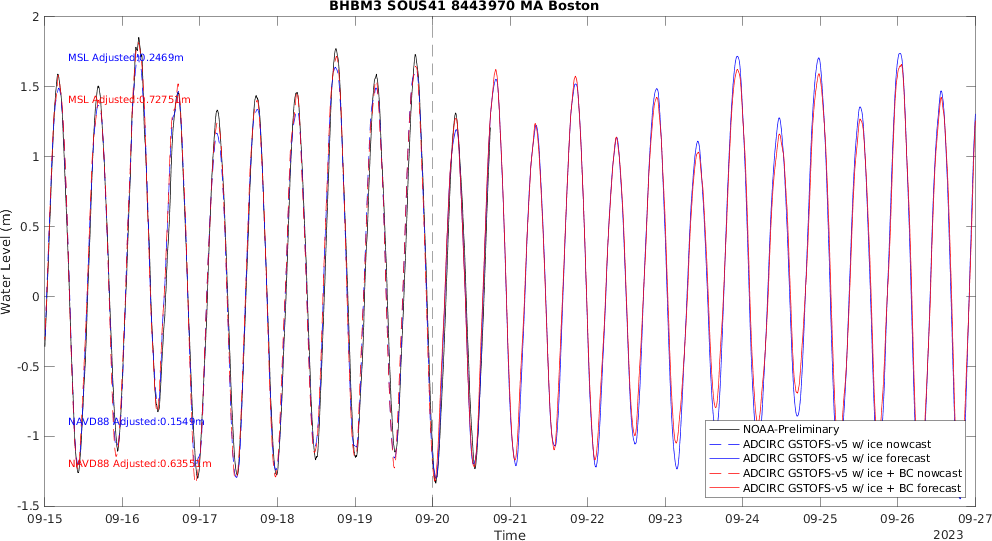 BHBM3 SOUS41 8443970 MA Boston
2
1.5
1
0.5
0
-0.5
-1
-1.5
Water Level (m)
MSL Adjusted:0.2469m
MSL Adjusted:0.72751m
NAVD88 Adjusted:0.1549m
NAVD88 Adjusted:0.63551m
NOAA-Preliminary
ADCIRC GSTOFS-v5 w/ ice nowcast
ADCIRC GSTOFS-v5 w/ ice forecast
ADCIRC GSTOFS-v5 w/ ice + BC nowcast
ADCIRC GSTOFS-v5 w/ ice + BC forecast
09-15 09-16 09-17 09-18 09-19 09-20 09-21 09-22 09-23 09-24 09-25 09-26 09-27
Time
2023